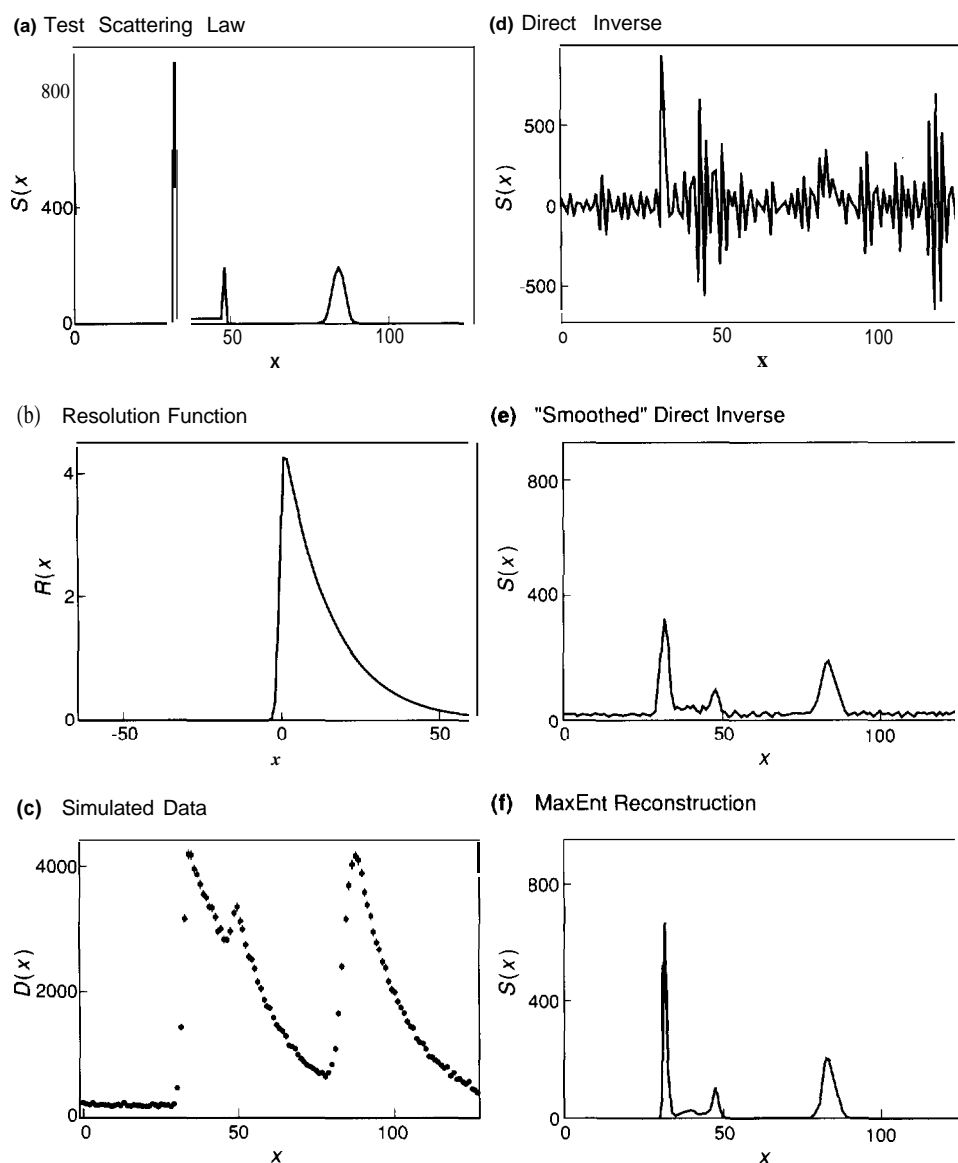 (a) Test Scattering Law
800
400
0
S(x
0 50 100
x
(b) Resolution Function
4
2
0
R(x
-50 0 50
x
(c) Simulated Data
4000
2000
0
D(x)
0 50 100
x
(d) Direct Inverse
500
0
-500
S(x)
0 50 100
x
(e) "Smoothed" Direct Inverse
800
400
0
S(x)
0 50 100
x
(f) MaxEnt Reconstruction
800
400
0
S(x)
0 50 100
x